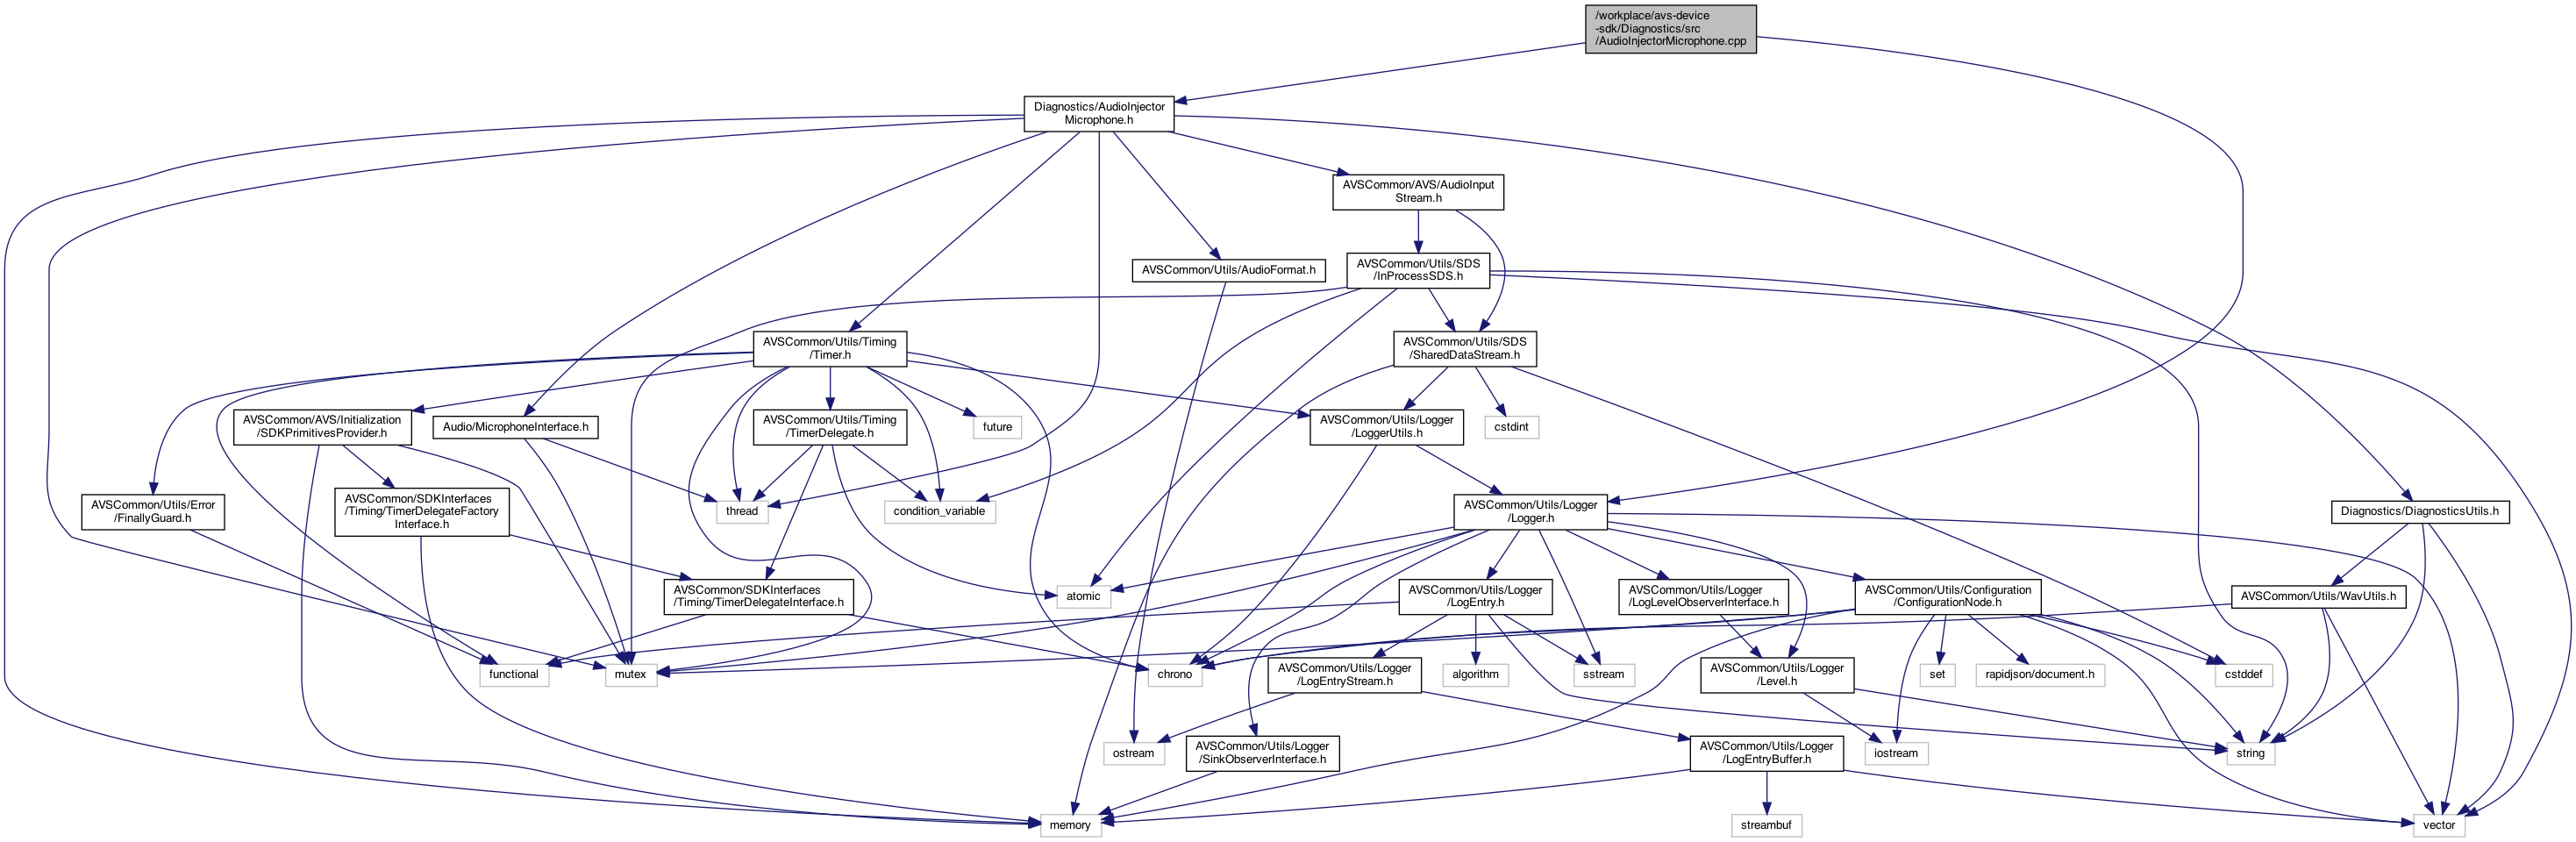 /workplace/avs-device
-sdk/Diagnostics/src
/AudioInjectorMicrophone.cpp
Diagnostics/AudioInjector
Microphone.h
AVSCommon/AVS/AudioInput
Stream.h
AVSCommon/Utils/AudioFormat.h
AVSCommon/Utils/SDS
/InProcessSDS.h
AVSCommon/Utils/Timing
/Timer.h
AVSCommon/Utils/SDS
/SharedDataStream.h
AVSCommon/AVS/Initialization
/SDKPrimitivesProvider.h
Audio/MicrophoneInterface.h
AVSCommon/Utils/Timing
/TimerDelegate.h
future
AVSCommon/Utils/Logger
/LoggerUtils.h
cstdint
AVSCommon/Utils/Error
/FinallyGuard.h
AVSCommon/SDKInterfaces
/Timing/TimerDelegateFactory
Interface.h
thread
condition_variable
AVSCommon/Utils/Logger
/Logger.h
Diagnostics/DiagnosticsUtils.h
AVSCommon/SDKInterfaces
/Timing/TimerDelegateInterface.h
atomic
AVSCommon/Utils/Logger
/LogEntry.h
AVSCommon/Utils/Logger
/LogLevelObserverInterface.h
AVSCommon/Utils/Configuration
/ConfigurationNode.h
AVSCommon/Utils/WavUtils.h
functional
mutex
chrono
AVSCommon/Utils/Logger
/LogEntryStream.h
algorithm
sstream
AVSCommon/Utils/Logger
/Level.h
set
rapidjson/document.h
cstddef
ostream
AVSCommon/Utils/Logger
/SinkObserverInterface.h
AVSCommon/Utils/Logger
/LogEntryBuffer.h
iostream
string
memory
streambuf
vector